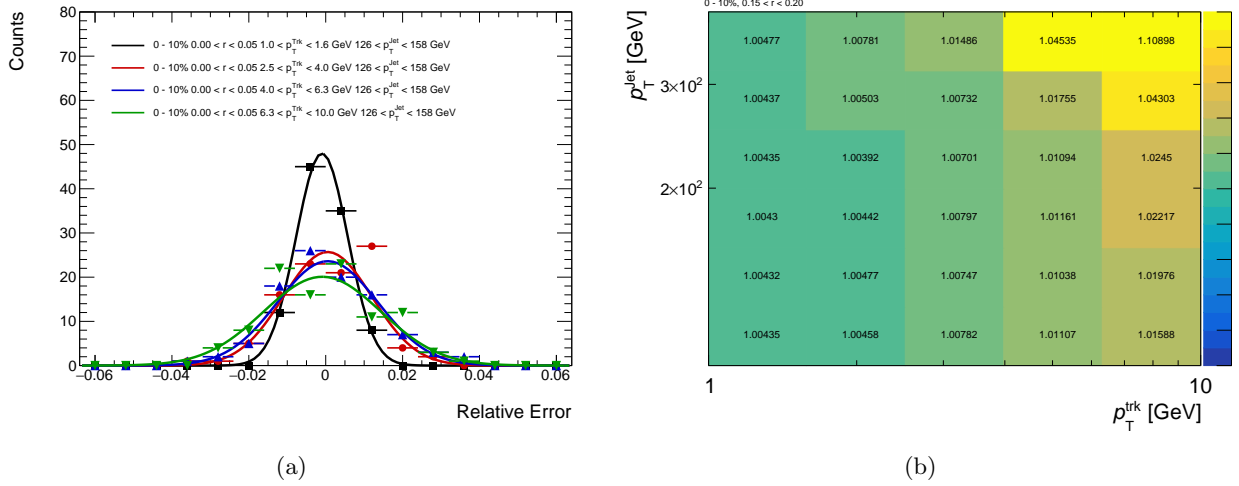 Counts
80
70
60
50
40
30
20
10
0
0 - 10% 0.00 < r < 0.05 1.0 < p_T^Trk < 1.6 GeV 126 < p_T^Jet < 158 GeV
0 - 10% 0.00 < r < 0.05 2.5 < p_T^Trk < 4.0 GeV 126 < p_T^Jet < 158 GeV
0 - 10% 0.00 < r < 0.05 4.0 < p_T^Trk < 6.3 GeV 126 < p_T^Jet < 158 GeV
0 - 10% 0.00 < r < 0.05 6.3 < p_T^Trk < 10.0 GeV 126 < p_T^Jet < 158 GeV
−0.06 −0.04 −0.02 0 0.02 0.04 0.06
Relative Error
(a)
0 - 10%, 0.15 < r < 0.20
p_T^Jet [GeV]
3×10²
2×10²
1.00477 1.00781 1.01486 1.04535 1.10898
1.00437 1.00503 1.00732 1.01755 1.04303
1.00435 1.00392 1.00701 1.01094 1.0245
1.0043 1.00442 1.00797 1.01161 1.02217
1.00432 1.00477 1.00747 1.01038 1.01976
1.00435 1.00458 1.00782 1.01107 1.01588
1 10
p_T^trk [GeV]
(b)